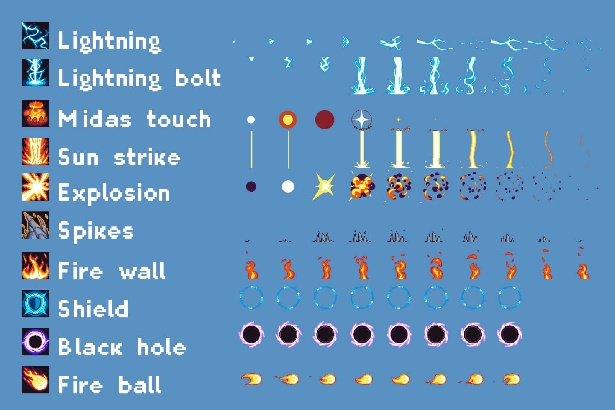 Lightning
Lightning bolt
Midas touch
Sun strike
Explosion
Spikes
Fire wall
Shield
Black hole
Fire ball